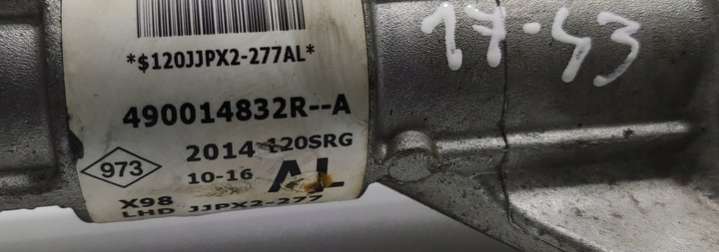 *$120JJPX2-277AL*
17-43
490014832R--A
2014 120SRG
973
10-16 AL
X98
LHD JJPX2-277